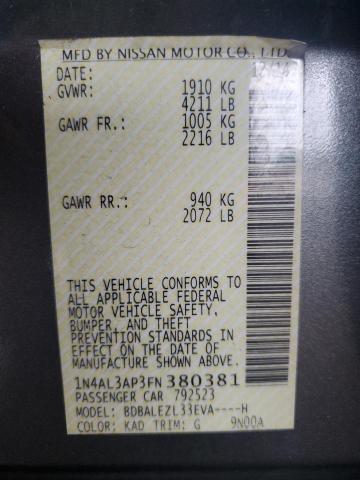 MFD BY NISSAN MOTOR CO., LTD
DATE: 12/14
GVWR: 1910 KG
4211 LB
GAWR FR.: 1005 KG
2216 LB
GAWR RR.: 940 KG
2072 LB
THIS VEHICLE CONFORMS TO
ALL APPLICABLE FEDERAL
MOTOR VEHICLE SAFETY,
BUMPER, AND THEFT
PREVENTION STANDARDS IN
EFFECT ON THE DATE OF
MANUFACTURE SHOWN ABOVE.
1N4AL3AP3FN380381
PASSENGER CAR 792523
MODEL: BDBALEZL33EVA----H
COLOR: KAD TRIM: G 9N00A